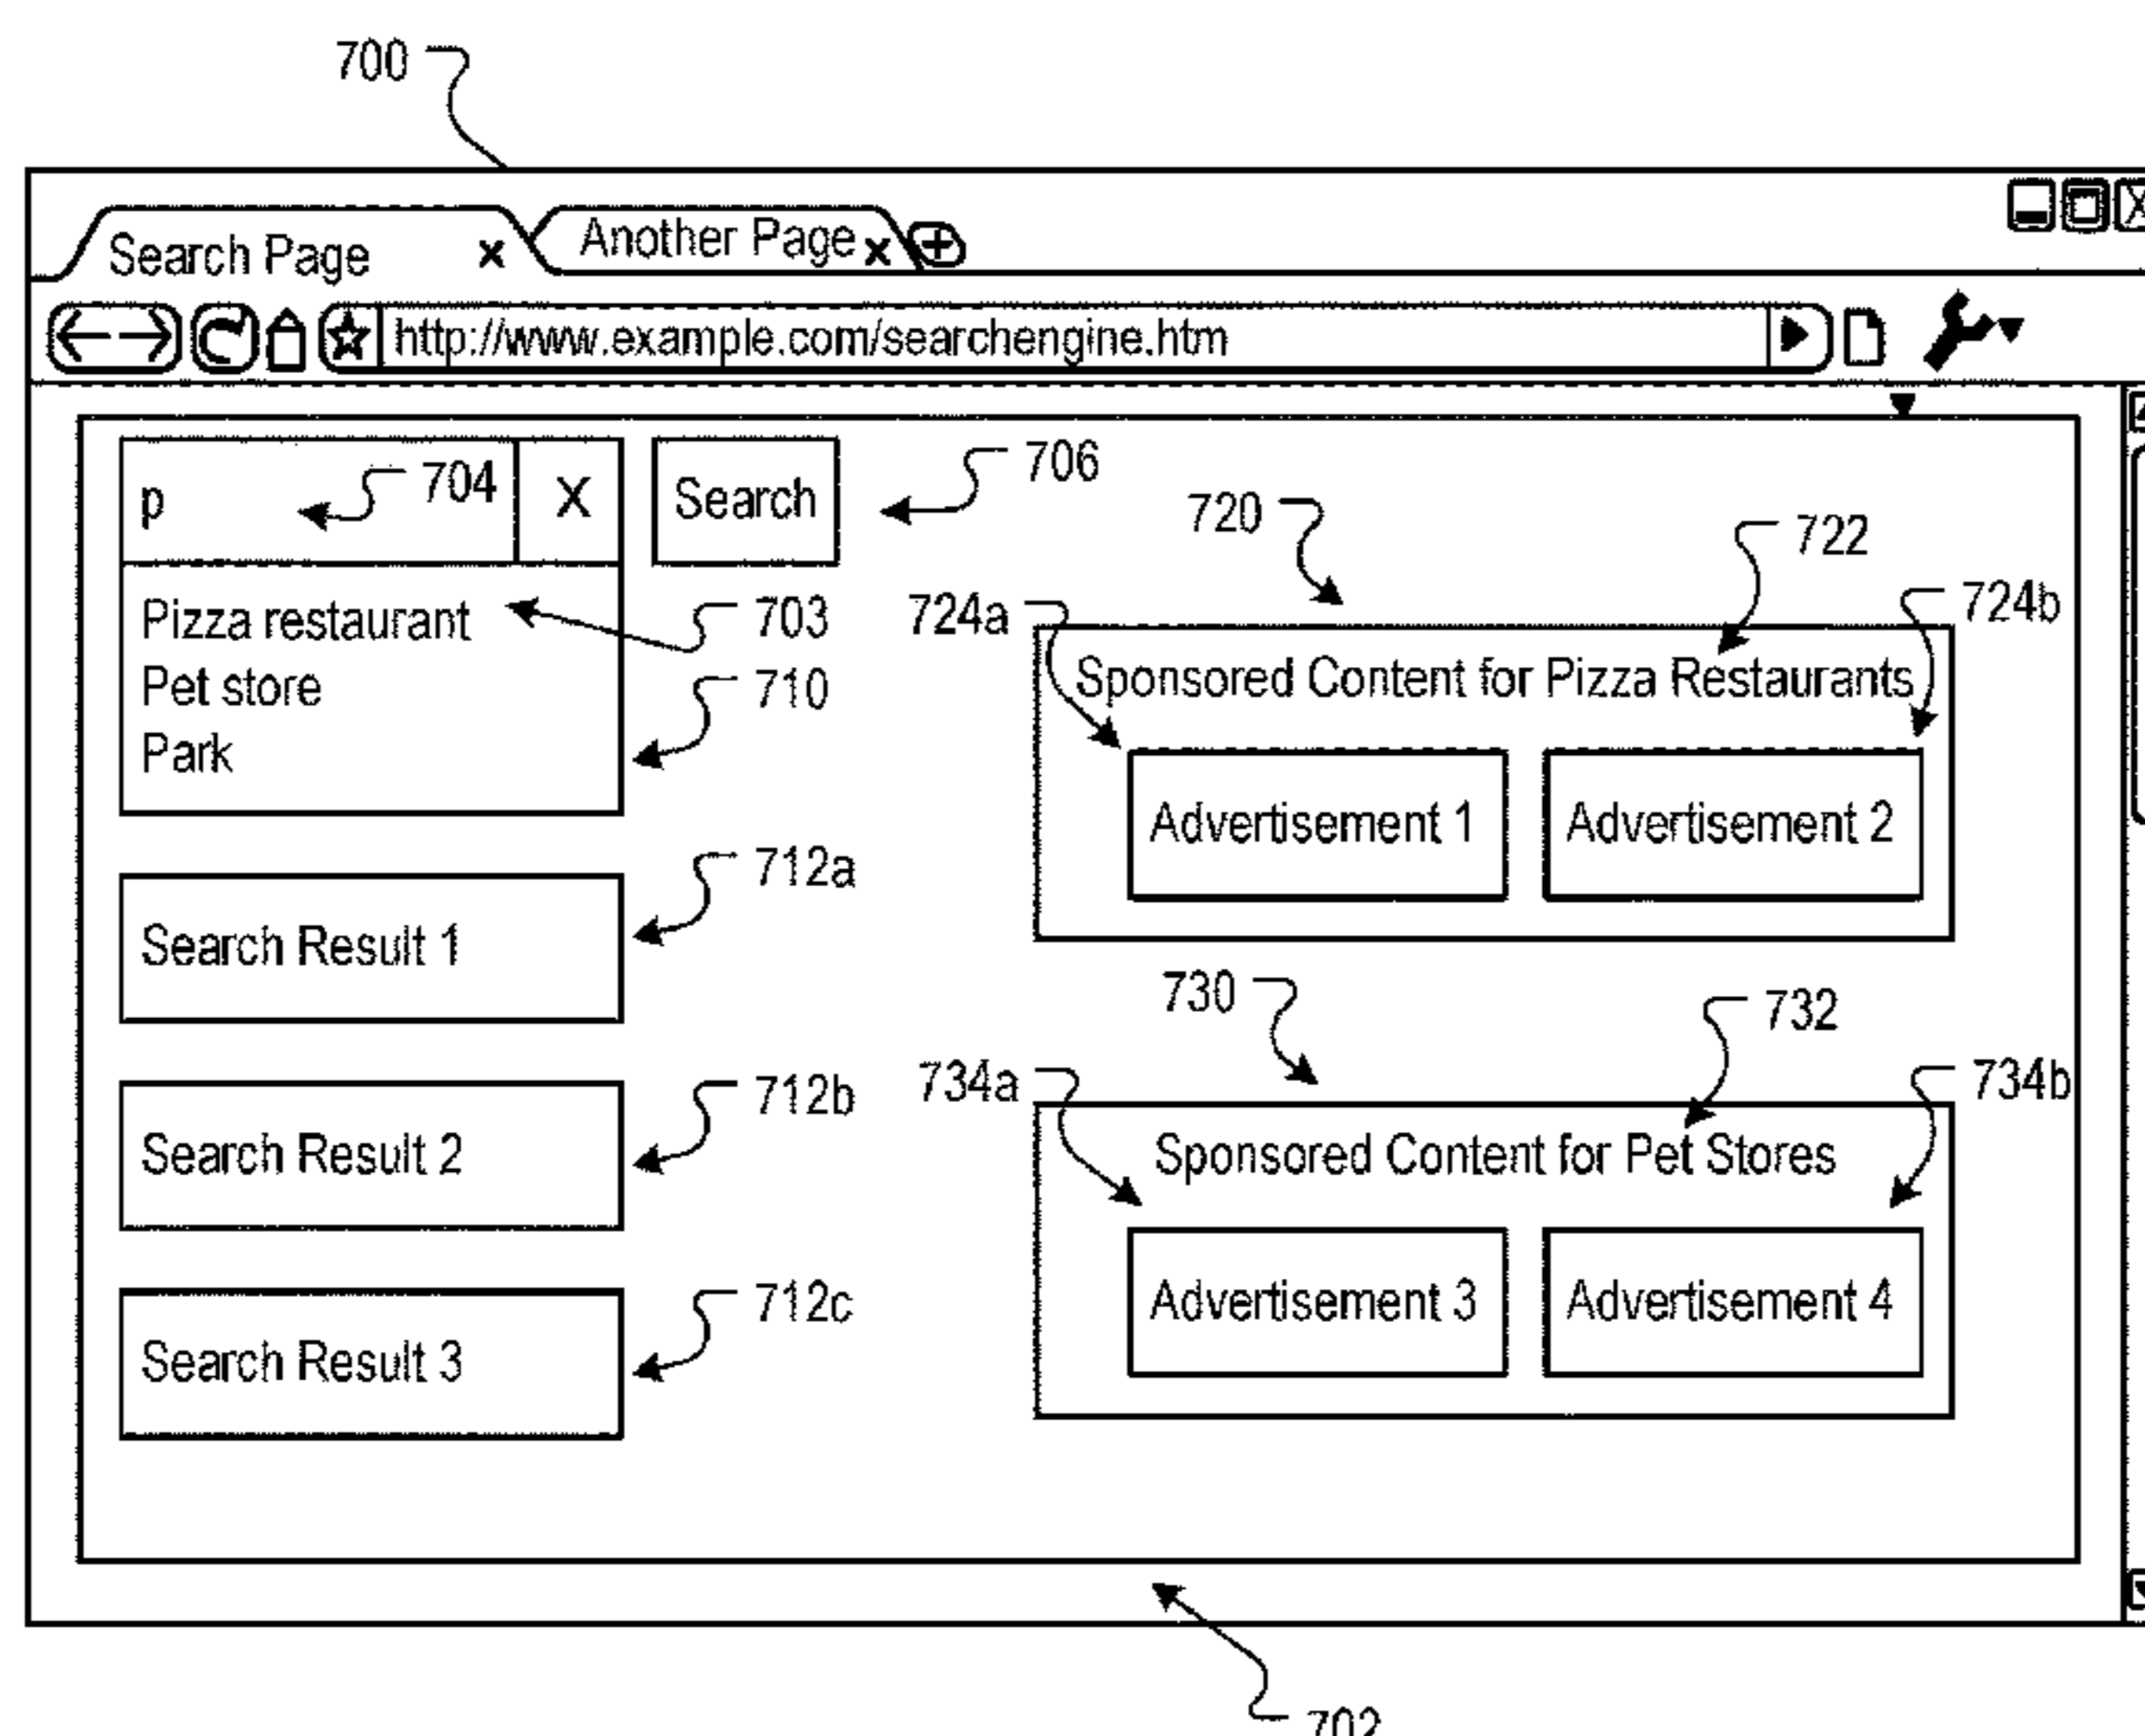 700
Search Page x Another Page x
http://www.example.com/searchengine.htm
p 704 X Search 706
Pizza restaurant 703
Pet store 710
Park
Search Result 1 712a
Search Result 2 712b
Search Result 3 712c
720 722
724a 724b
Sponsored Content for Pizza Restaurants
Advertisement 1 Advertisement 2
730 732
734a 734b
Sponsored Content for Pet Stores
Advertisement 3 Advertisement 4
702